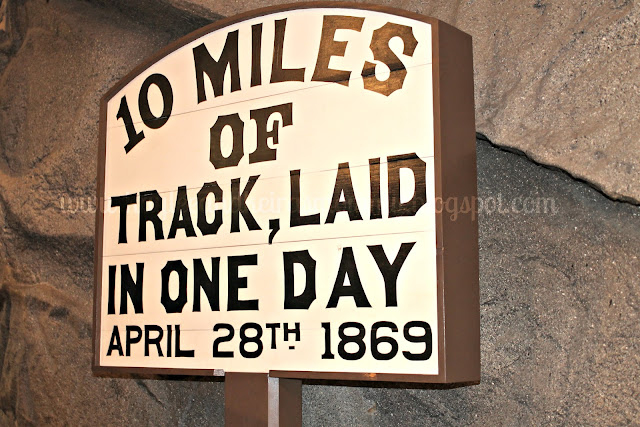 10 MILES
OF
TRACK, LAID
IN ONE DAY
APRIL 28TH 1869